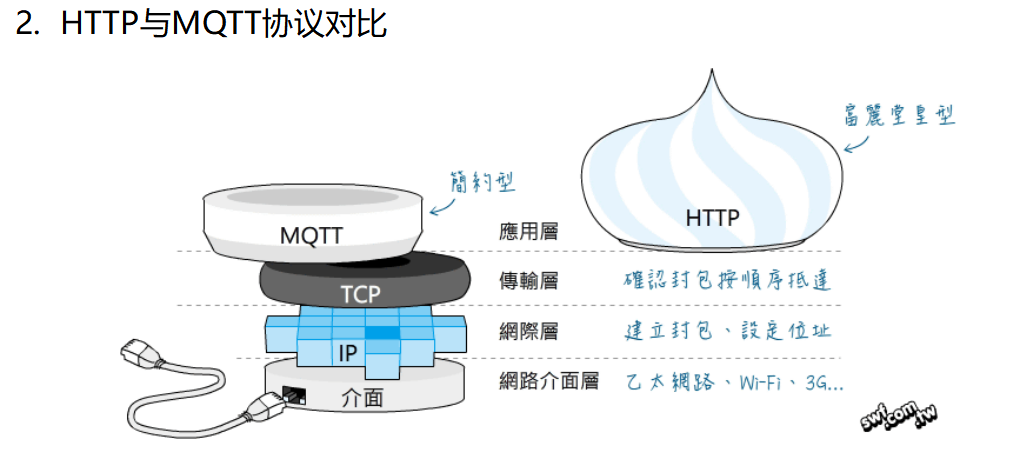 2. HTTP与MQTT协议对比
富麗堂皇型
簡約型
HTTP
MQTT
應用層
TCP
傳輸層
確認封包按順序抵達
IP
網際層
建立封包、設定位址
介面
網路介面層
乙太網路、Wi-Fi、3G...
swf.com.tw